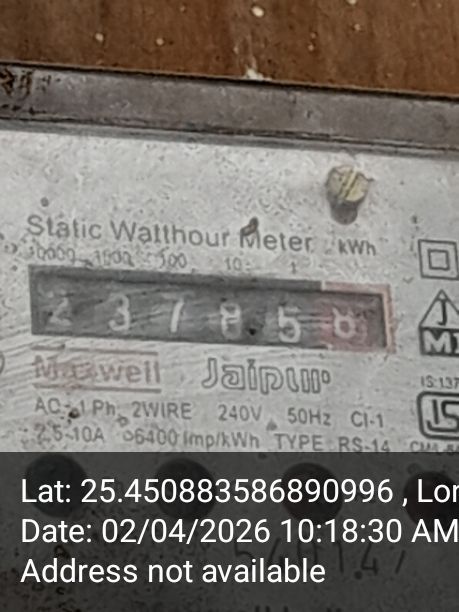 Static Watthour Meter kWh
10000 1000 100 10 1
2 3 7 8 5 8
Maxwell Jaipur
AC-1 Ph, 2WIRE 240V, 50Hz Cl-1
2.5-10A 6400 Imp/kWh TYPE RS-14
Lat: 25.450883586890996 , Lon
Date: 02/04/2026 10:18:30 AM
Address not available